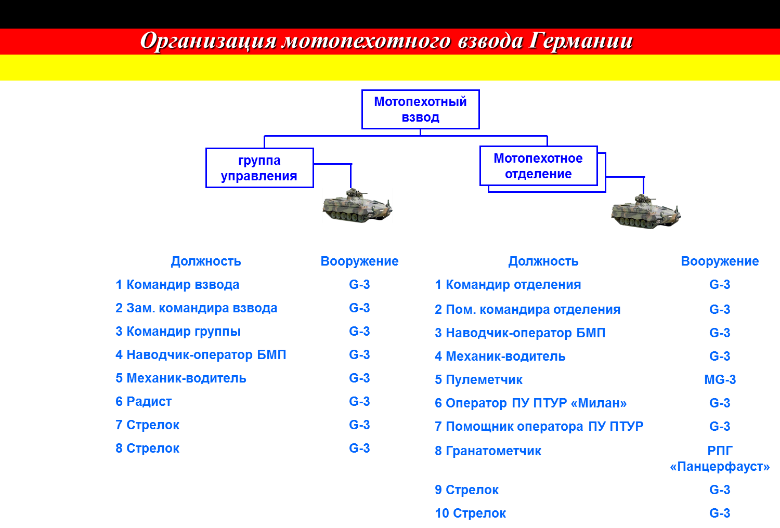 Организация мотопехотного взвода Германии
Мотопехотный
взвод
группа
управления
Мотопехотное
отделение
Должность Вооружение
1 Командир взвода G-3
2 Зам. командира взвода G-3
3 Командир группы G-3
4 Наводчик-оператор БМП G-3
5 Механик-водитель G-3
6 Радист G-3
7 Стрелок G-3
8 Стрелок G-3
Должность Вооружение
1 Командир отделения G-3
2 Пом. командира отделения G-3
3 Наводчик-оператор БМП G-3
4 Механик-водитель G-3
5 Пулеметчик MG-3
6 Оператор ПУ ПТУР «Милан» G-3
7 Помощник оператора ПУ ПТУР G-3
8 Гранатометчик РПГ
«Панцерфауст»
9 Стрелок G-3
10 Стрелок G-3